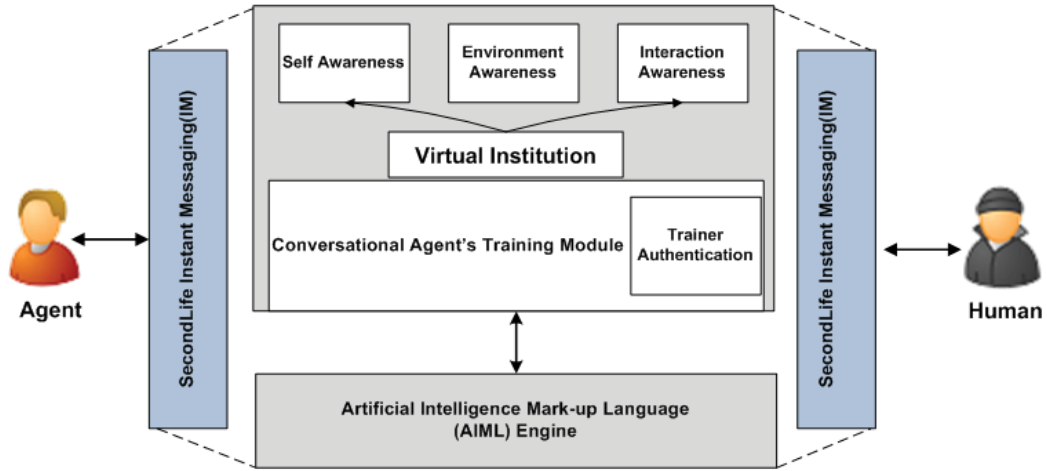 Self Awareness
Environment
Awareness
Interaction
Awareness
SecondLife Instant Messaging(IM)
SecondLife Instant Messaging(IM)
Virtual Institution
Conversational Agent's Training Module
Trainer
Authentication
Agent
Human
Artificial Intelligence Mark-up Language
(AIML) Engine